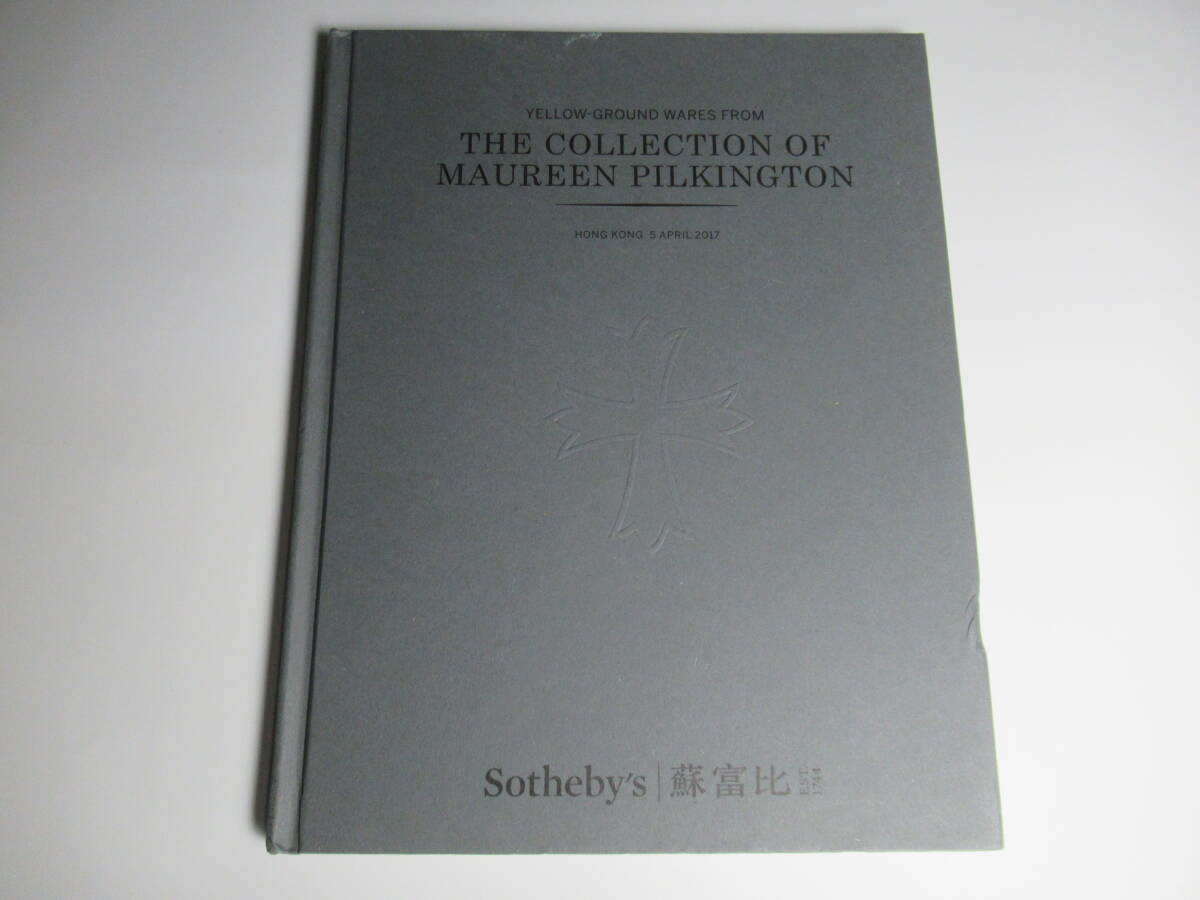 YELLOW-GROUND WARES FROM
THE COLLECTION OF
MAUREEN PILKINGTON
HONG KONG 5 APRIL 2017
Sotheby's | 蘇富比 EST. 1744